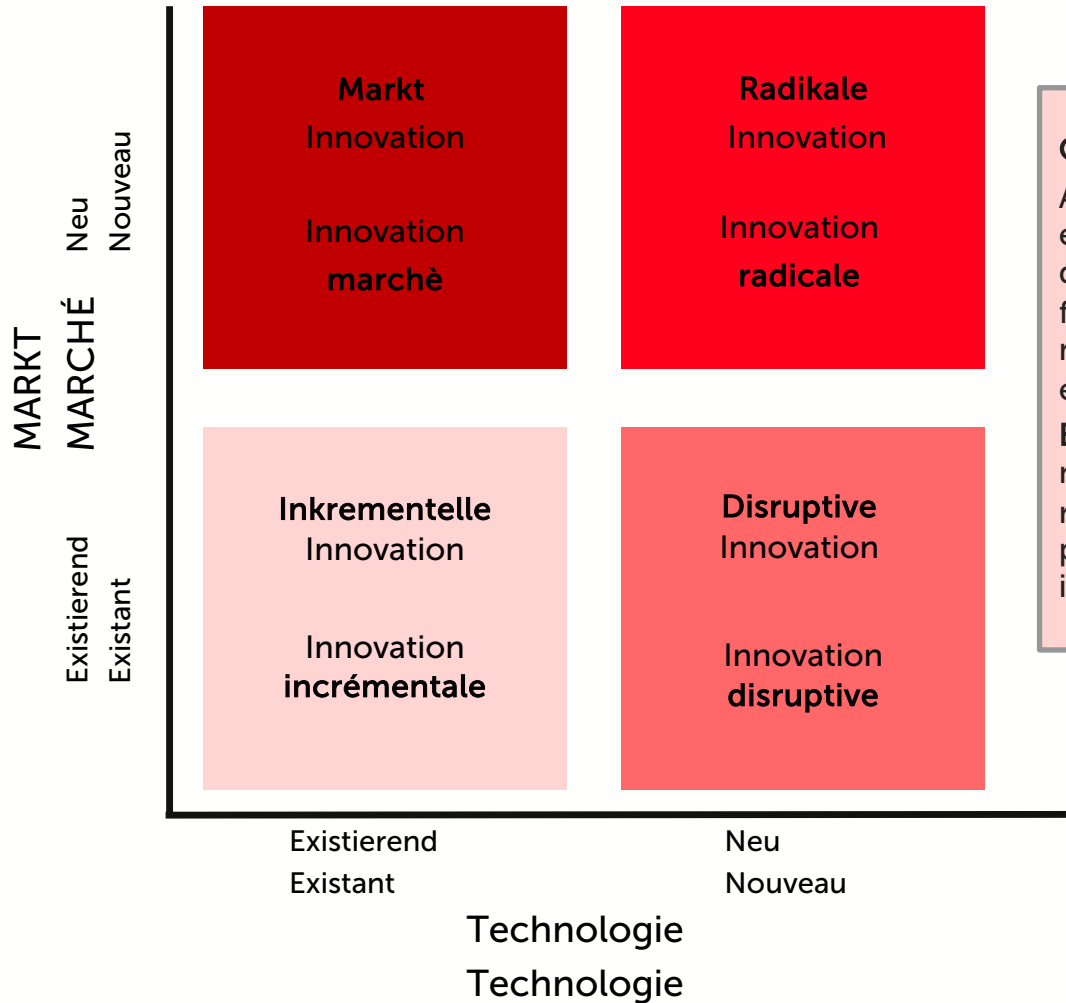 Markt
Innovation
Innovation
marchè
Radikale
Innovation
Innovation
radicale
Neu
Nouveau
MARKT
MARCHÉ
Existierend
Existant
Inkrementelle
Innovation
Innovation
incrémentale
Disruptive
Innovation
Innovation
disruptive
Existierend
Existant
Neu
Nouveau
Technologie
Technologie